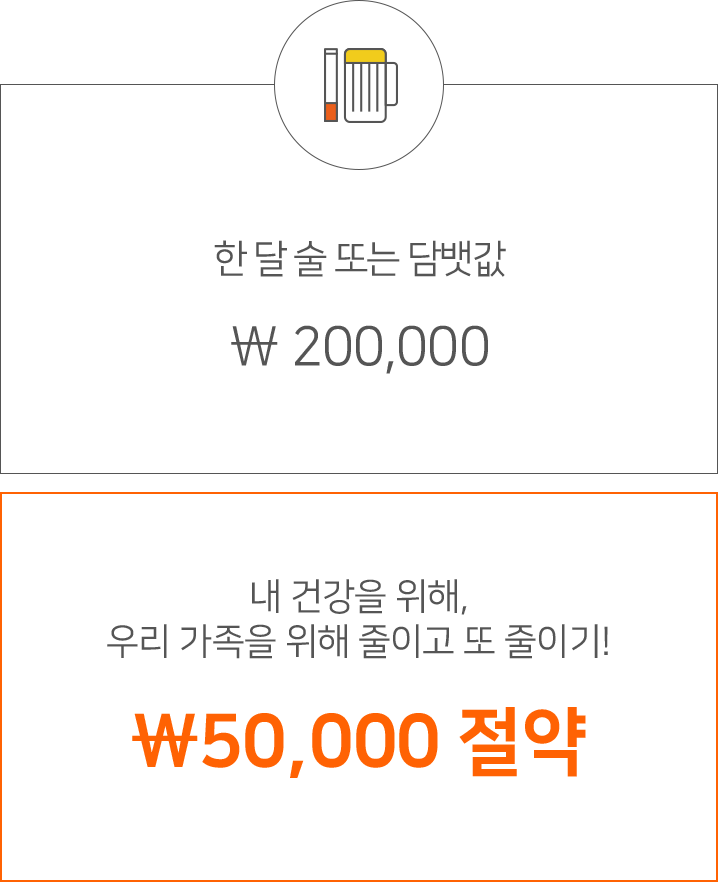 한 달 술 또는 담뱃값
₩ 200,000
내 건강을 위해,
우리 가족을 위해 줄이고 또 줄이기!
₩50,000 절약